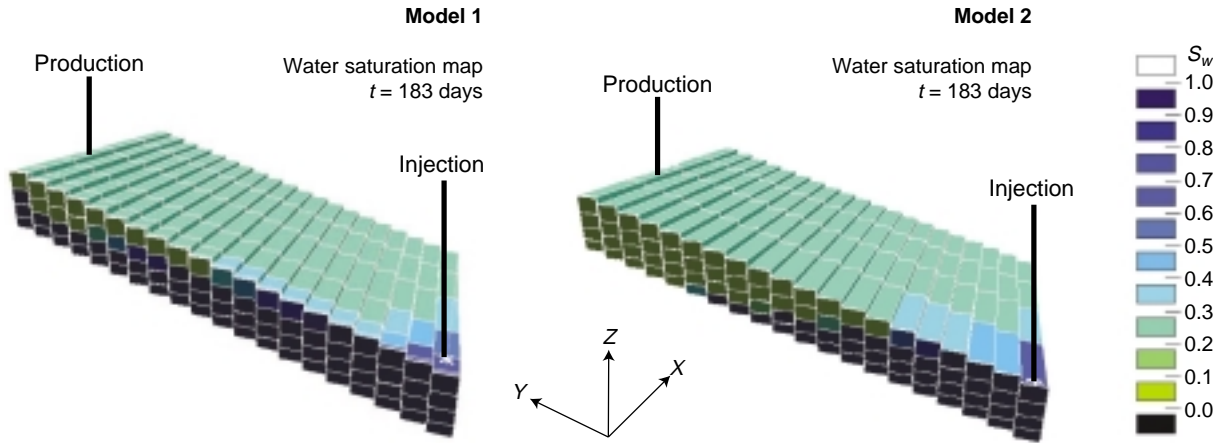 Model 1
Water saturation map
t = 183 days
Production
Injection
Model 2
Water saturation map
t = 183 days
Production
Injection
Z
X
Y
Sw
1.0
0.9
0.8
0.7
0.6
0.5
0.4
0.3
0.2
0.1
0.0